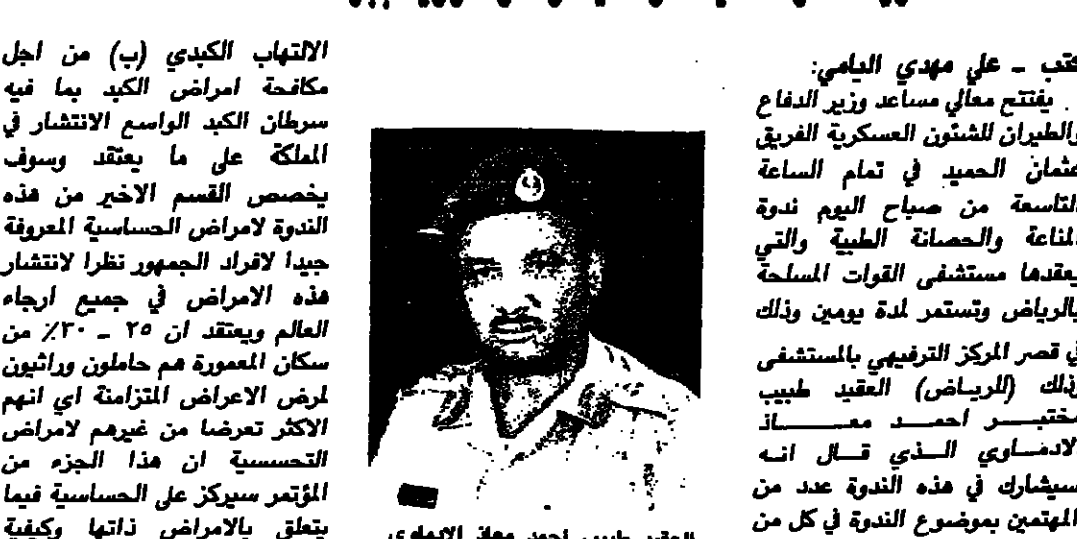 كتب ـ علي مهدي اليامي:
يفتتح معالي مساعد وزير الدفاع
والطيران للشئون العسكرية الفريق
عثمان الحميد في تمام الساعة
التاسعة من صباح اليوم ندوة
المناعة والحصانة الطبية والتي
يعقدها مستشفى القوات المسلحة
بالرياض وتستمر لمدة يومين وذلك
في قصر المركز الترفيهي بالمستشفى
وذلك (للرياض) العقيد طبيب
مختبر احمد معاذ
الادماوي الذي قال انه
سيشارك في هذه الندوة عدد من
المهتمين بموضوع الندوة في كل من
العقيد طبيب احمد معاذ الادماوي
الالتهاب الكبدي (ب) من اجل
مكافحة امراض الكبد بما فيه
سرطان الكبد الواسع الانتشار في
المملكة على ما يعتقد وسوف
يخصص القسم الاخير من هذه
الندوة لامراض الحساسية المعروفة
جيدا لافراد الجمهور نظرا لانتشار
هذه الامراض في جميع ارجاء
العالم ويعتقد ان ٢٥ ـ ٣٠٪ من
سكان المعمورة هم حاملون وراثيون
لمرض الاعراض المتزامنة اي انهم
الاكثر تعرضا من غيرهم لامراض
التحسسية ان هذا الجزء من
المؤتمر سيركز على الحساسية فيما
يتعلق بالامراض ذاتها وكيفية